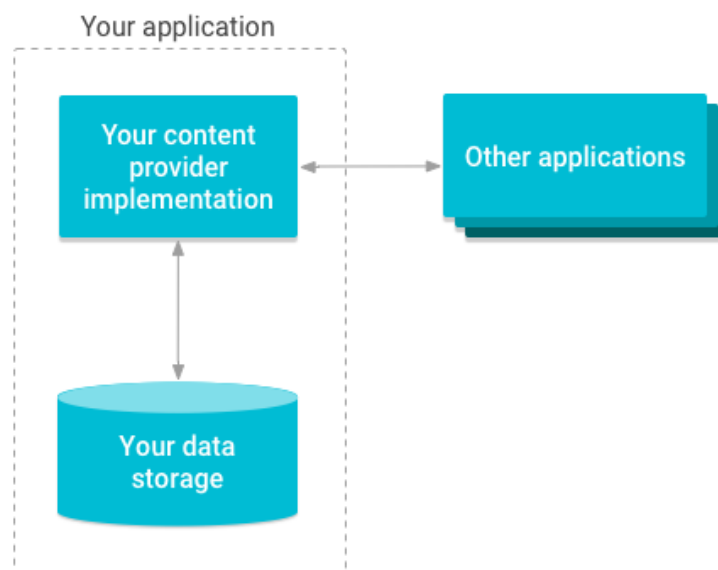 Your application
Your content
provider
implementation
Other applications
Your data
storage